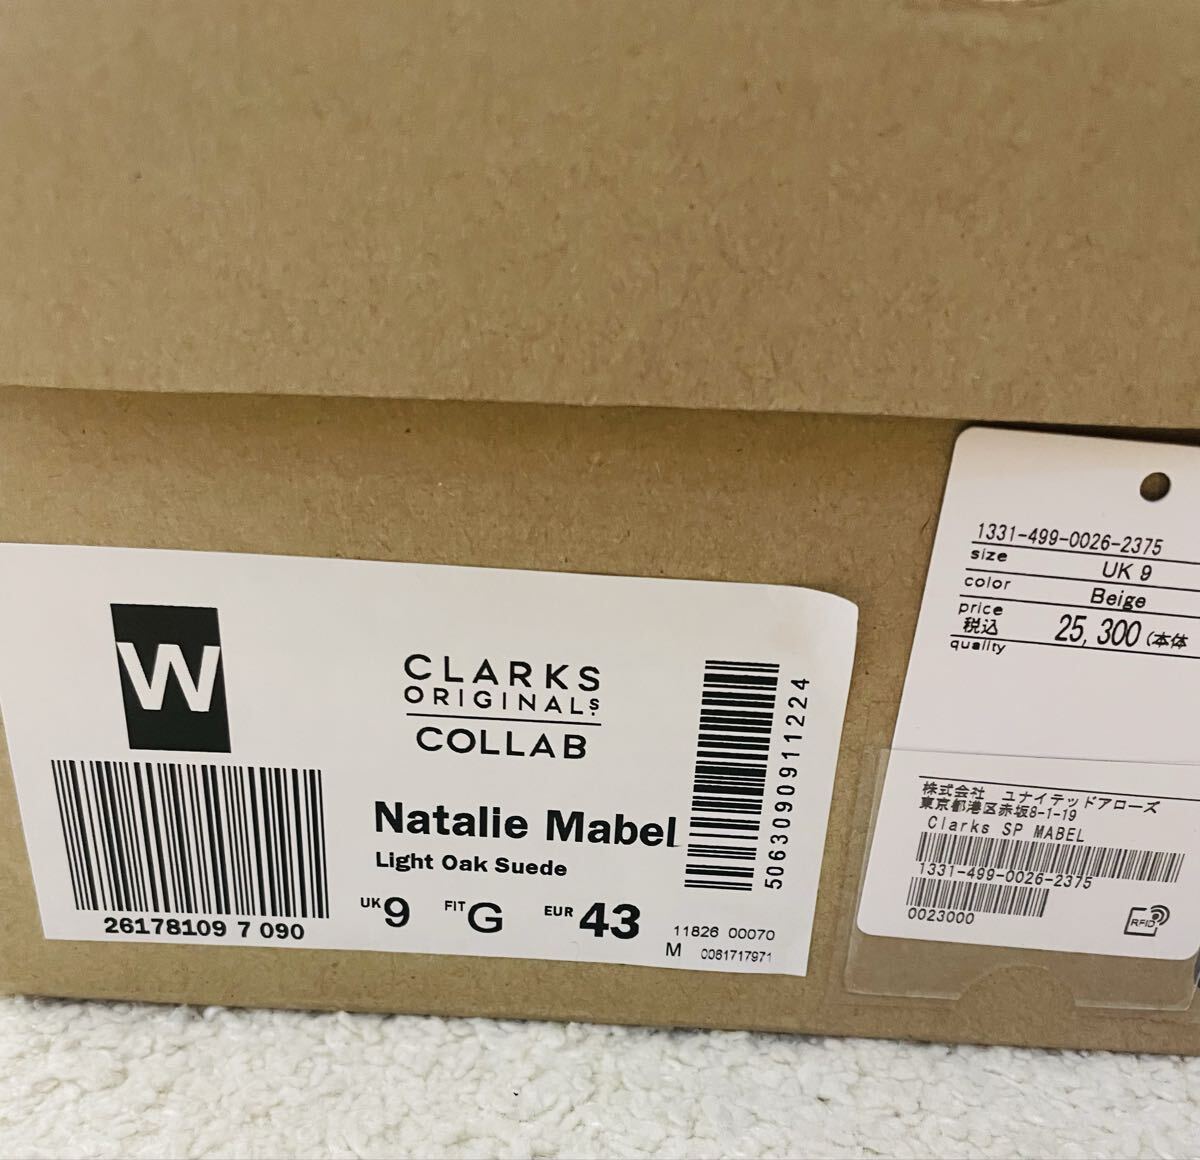 W
CLARKS
ORIGINALS.
COLLAB
Natalie Mabel
Light Oak Suede
UK 9 FIT G EUR 43
26178109 7 090
5063090911224
11826 00070
M 0061717971
1331-499-0026-2375
size UK 9
color Beige
price
税込 25,300 (本体
quality
株式会社 ユナイテッドアローズ
東京都港区赤坂8-1-19
Clarks SP MABEL
1331-499-0026-2375
0023000
RFID